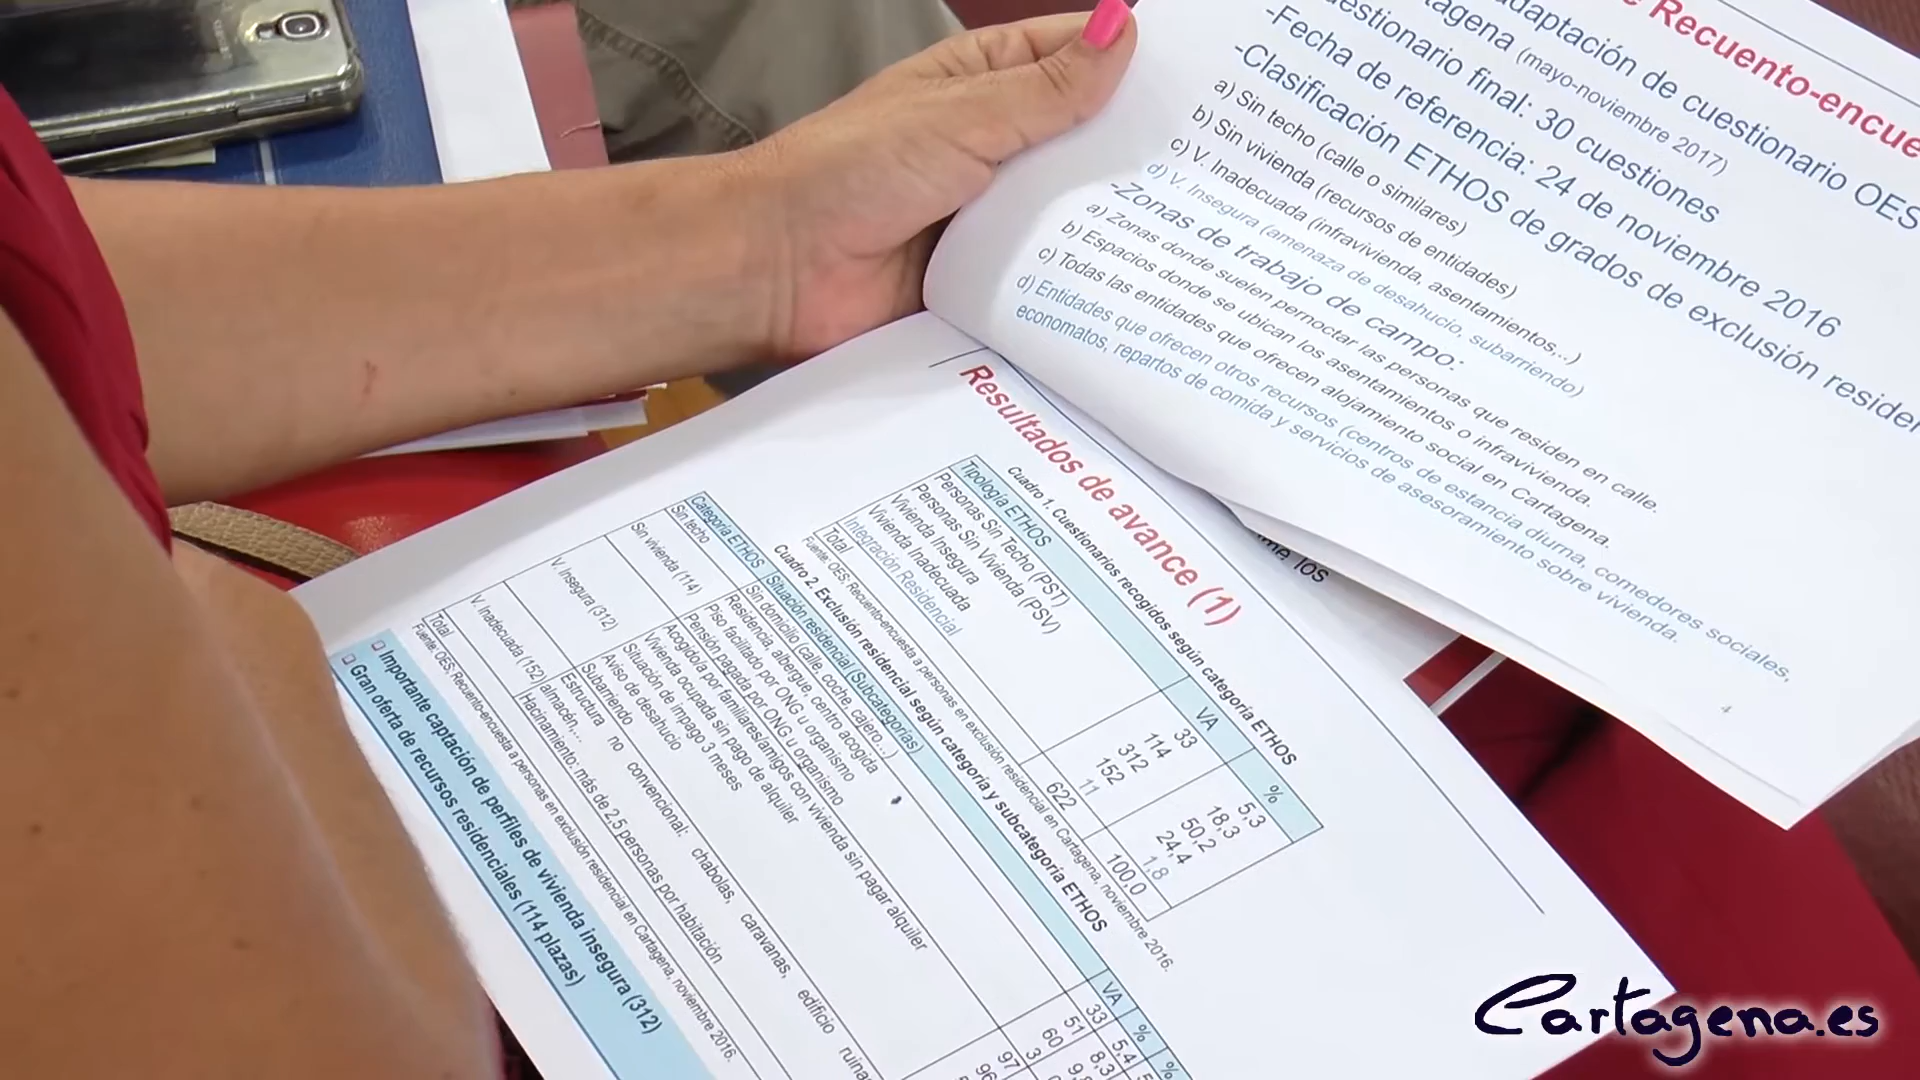 Recuento-encue
adaptación de cuestionario OES
tagena (mayo-noviembre 2017)
estionario final: 30 cuestiones
-Fecha de referencia: 24 de noviembre 2016
-Clasificación ETHOS de grados de exclusión resider
a) Sin techo (calle o similares)
b) Sin vivienda (recursos de entidades)
c) V. Inadecuada (infravivienda, asentamientos,..)
d) V. Insegura (amenaza de desahucio, subarriendo)
-Zonas de trabajo de campo:
a) Zonas donde suelen pernoctar las personas que residen en calle.
b) Espacios donde se ubican los asentamientos o infravivienda.
c) Todas las entidades que ofrecen alojamiento social en Cartagena.
d) Entidades que ofrecen otros recursos (centros de estancia diurna, comedores sociales,
economatos, repartos de comida y servicios de asesoramiento sobre vivienda.
4
los
Resultados de avance (1)
Cuadro 1. Cuestionarios recogidos según categoría ETHOS
Tipología ETHOS VA %
Personas Sin Techo (PST) 33 5,3
Personas Sin Vivienda (PSV) 114 18,3
Vivienda Insegura 312 50,2
Vivienda Inadecuada 152 24,4
Integración Residencial 11 1,8
Total 622 100,0
Fuente: OES; Recuento-encuesta a personas en exclusión residencial en Cartagena, noviembre 2016.
Cuadro 2. Exclusión residencial según categoría y subcategoría ETHOS
Categoría ETHOS Situación residencial (Subcategorías) VA % %
Sin techo Sin domicilio (calle, coche, cajero...) 33 5,4
Sin vivienda (114) Residencia, albergue, centro acogida 51 8,3
Piso facilitado por ONG u organismo 60
Pensión pagada por ONG u organismo 3
V. Insegura (312) Acogido/a por familiares/amigos con vivienda sin pagar alquiler 97
Vivienda ocupada sin pago de alquiler 96
Situación de impago 3 meses
Aviso de desahucio
Subarriendo
V. Inadecuada (152) Estructura no convencional: chabolas, caravanas, edificio ruinas
almacén,...
Hacinamiento: más de 2,5 personas por habitación
Total
Fuente: OES; Recuento-encuesta a personas en exclusión residencial en Cartagena, noviembre 2016.
Importante captación de perfiles de vivienda insegura (312)
Gran oferta de recursos residenciales (114 plazas)
Cartagena.es